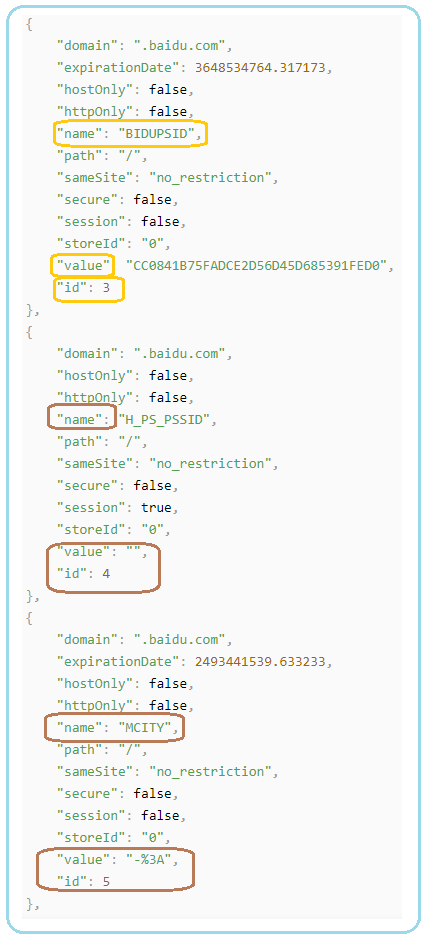 {
"domain": ".baidu.com",
"expirationDate": 3648534764.317173,
"hostOnly": false,
"httpOnly": false,
"name": "BIDUPSID",
"path": "/",
"sameSite": "no_restriction",
"secure": false,
"session": false,
"storeId": "0",
"value" "CC0841B75FADCE2D56D45D685391FED0",
"id": 3
},
{
"domain": ".baidu.com",
"hostOnly": false,
"httpOnly": false,
"name": "H_PS_PSSID",
"path": "/",
"sameSite": "no_restriction",
"secure": false,
"session": true,
"storeId": "0",
"value": "",
"id": 4
},
{
"domain": ".baidu.com",
"expirationDate": 2493441539.633233,
"hostOnly": false,
"httpOnly": false,
"name": "MCITY",
"path": "/",
"sameSite": "no_restriction",
"secure": false,
"session": false,
"storeId": "0",
"value": "-%3A",
"id": 5
},